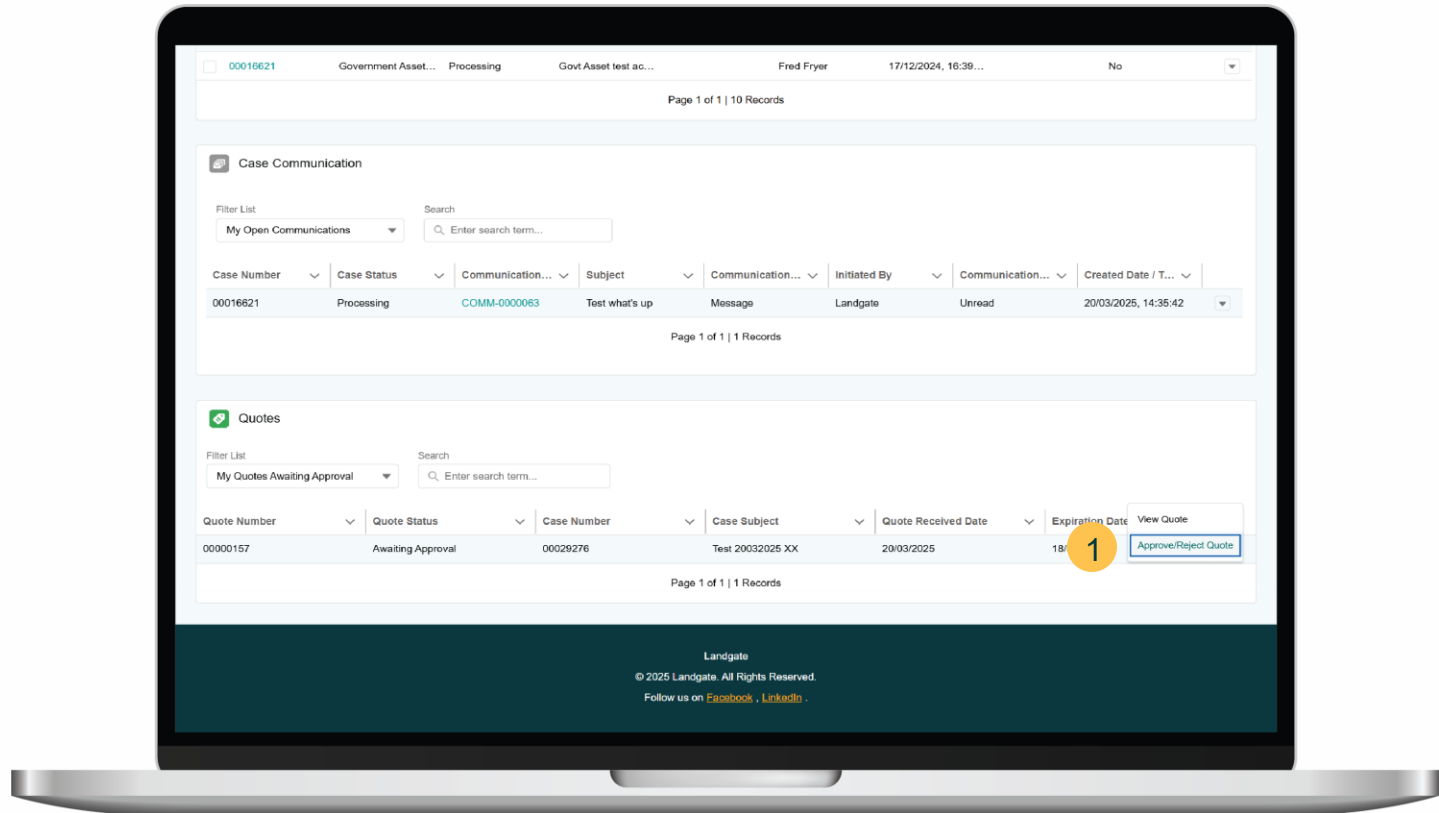 00016621 Government Asset... Processing Govt Asset test ac... Fred Fryer 17/12/2024, 16:39... No
Page 1 of 1 | 10 Records
Case Communication
Filter List Search
My Open Communications Enter search term...
Case Number Case Status Communication... Subject Communication... Initiated By Communication... Created Date / T...
00016621 Processing COMM-0000063 Test what's up Message Landgate Unread 20/03/2025, 14:35:42
Page 1 of 1 | 1 Records
Quotes
Filter List Search
My Quotes Awaiting Approval Enter search term...
Quote Number Quote Status Case Number Case Subject Quote Received Date Expiration Date View Quote
00000157 Awaiting Approval 00029276 Test 20032025 XX 20/03/2025 18/ 1 Approve/Reject Quote
Page 1 of 1 | 1 Records
Landgate
© 2025 Landgate. All Rights Reserved.
Follow us on Facebook , LinkedIn .